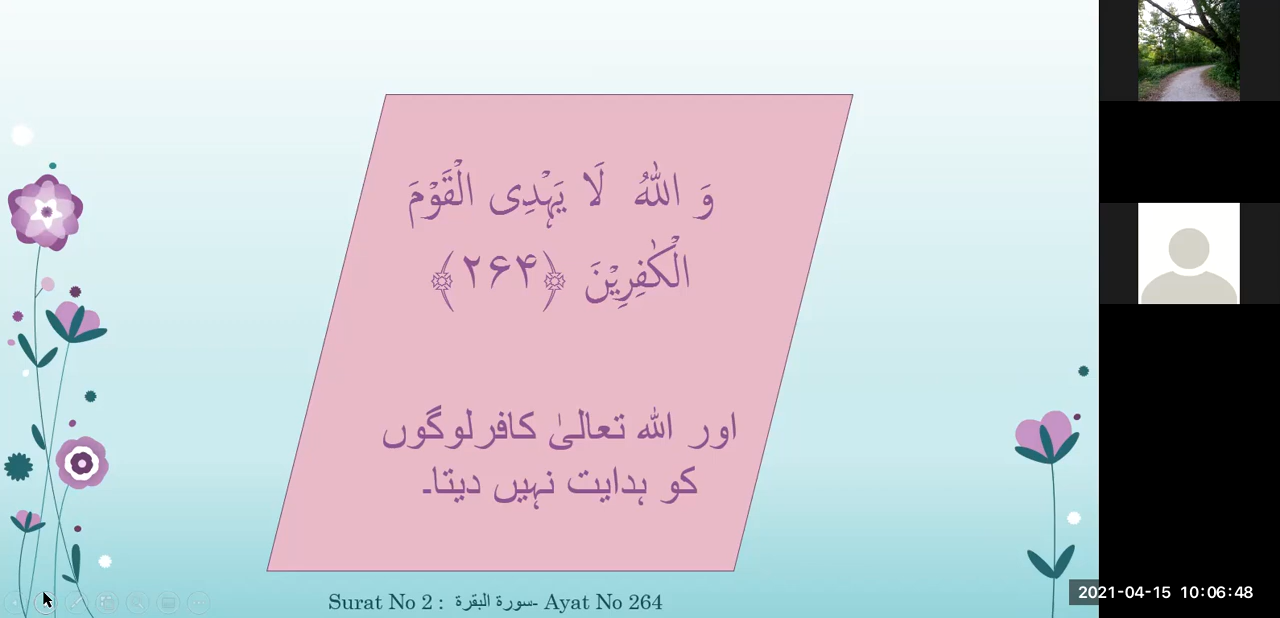 وَ اللّٰهُ لَا یَہۡدِی الۡقَوۡمَ
الۡکٰفِرِیۡنَ ﴿۲۶۴﴾
اور اللہ تعالیٰ کافرلوگوں
کو ہدایت نہیں دیتا۔
Surat No 2 : سورة البقرة - Ayat No 264
2021-04-15 10:06:48